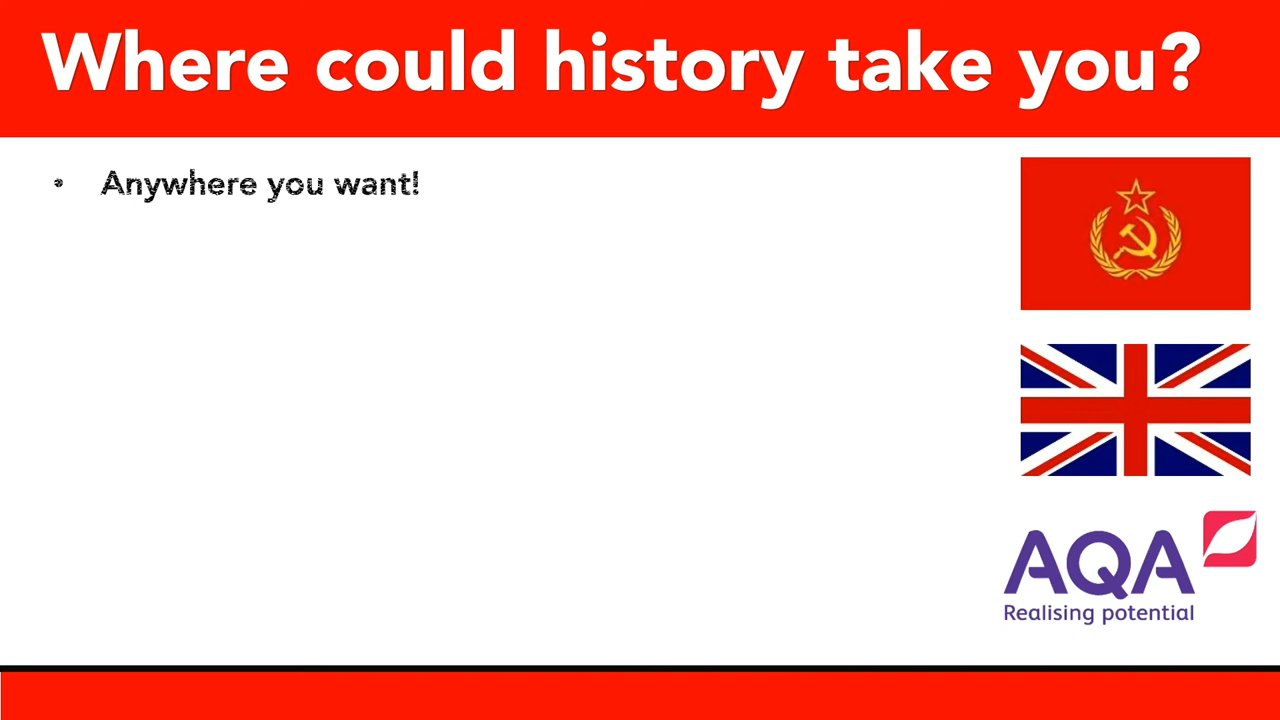 Where could history take you?
• Anywhere you want!
AQA
Realising potential